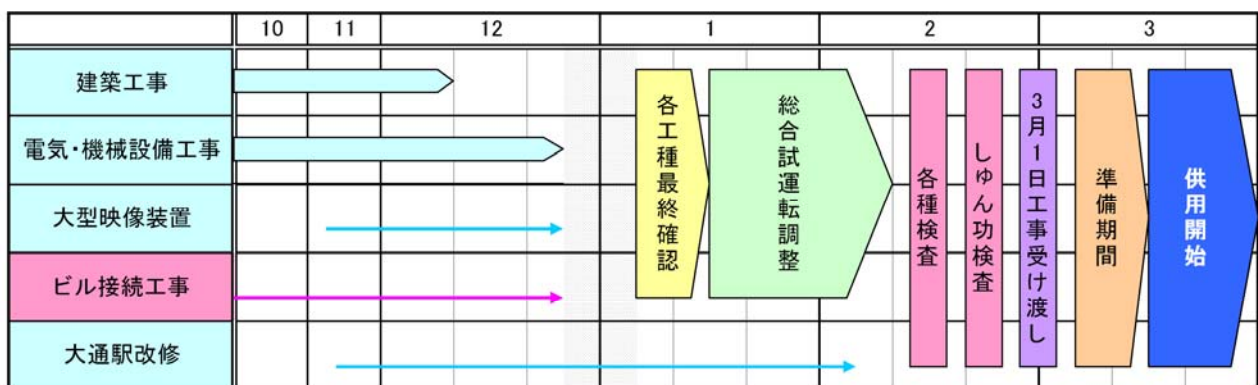 10 11 12 1 2 3
建築工事
電気・機械設備工事
大型映像装置
ビル接続工事
大通駅改修
各工種最終確認
総合試運転調整
各種検査
しゅん功検査
3月1日工事受け渡し
準備期間
供用開始